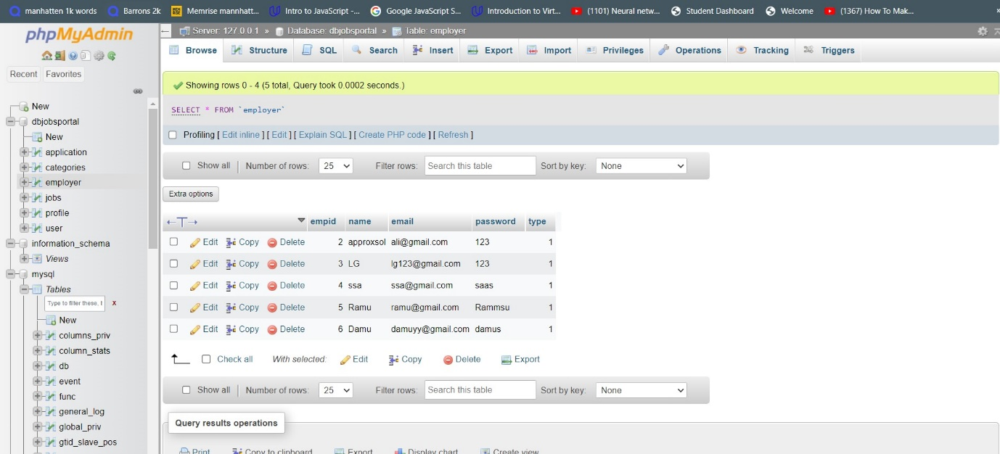 manhatten 1k words Barrons 2k Memrise mannhatt... Intro to JavaScript -... Google JavaScript S... Introduction to Virt... (1101) Neural netw... Student Dashboard Welcome (1367) How To Mak... »
phpMyAdmin
Recent Favorites
New
dbjobsportal
New
application
categories
employer
jobs
profile
user
information_schema
Views
mysql
Tables
Type to filter these, E X
New
columns_priv
column_stats
db
event
func
general_log
global_priv
gtid_slave_pos
Server: 127.0.0.1 » Database: dbjobsportal » Table: employer
Browse Structure SQL Search Insert Export Import Privileges Operations Tracking Triggers
Showing rows 0 - 4 (5 total, Query took 0.0002 seconds.)
SELECT * FROM `employer`
Profiling [ Edit inline ] [ Edit ] [ Explain SQL ] [ Create PHP code ] [ Refresh ]
Show all Number of rows: 25 Filter rows: Search this table Sort by key: None
Extra options
←T→ empid name email password type
Edit Copy Delete 2 approxsol ali@gmail.com 123 1
Edit Copy Delete 3 LG lg123@gmail.com 123 1
Edit Copy Delete 4 ssa ssa@gmail.com saas 1
Edit Copy Delete 5 Ramu ramu@gmail.com Rammsu 1
Edit Copy Delete 6 Damu damuyy@gmail.com damus 1
Check all With selected: Edit Copy Delete Export
Show all Number of rows: 25 Filter rows: Search this table Sort by key: None
Query results operations
Print Copy to clipboard Export Display chart Create view